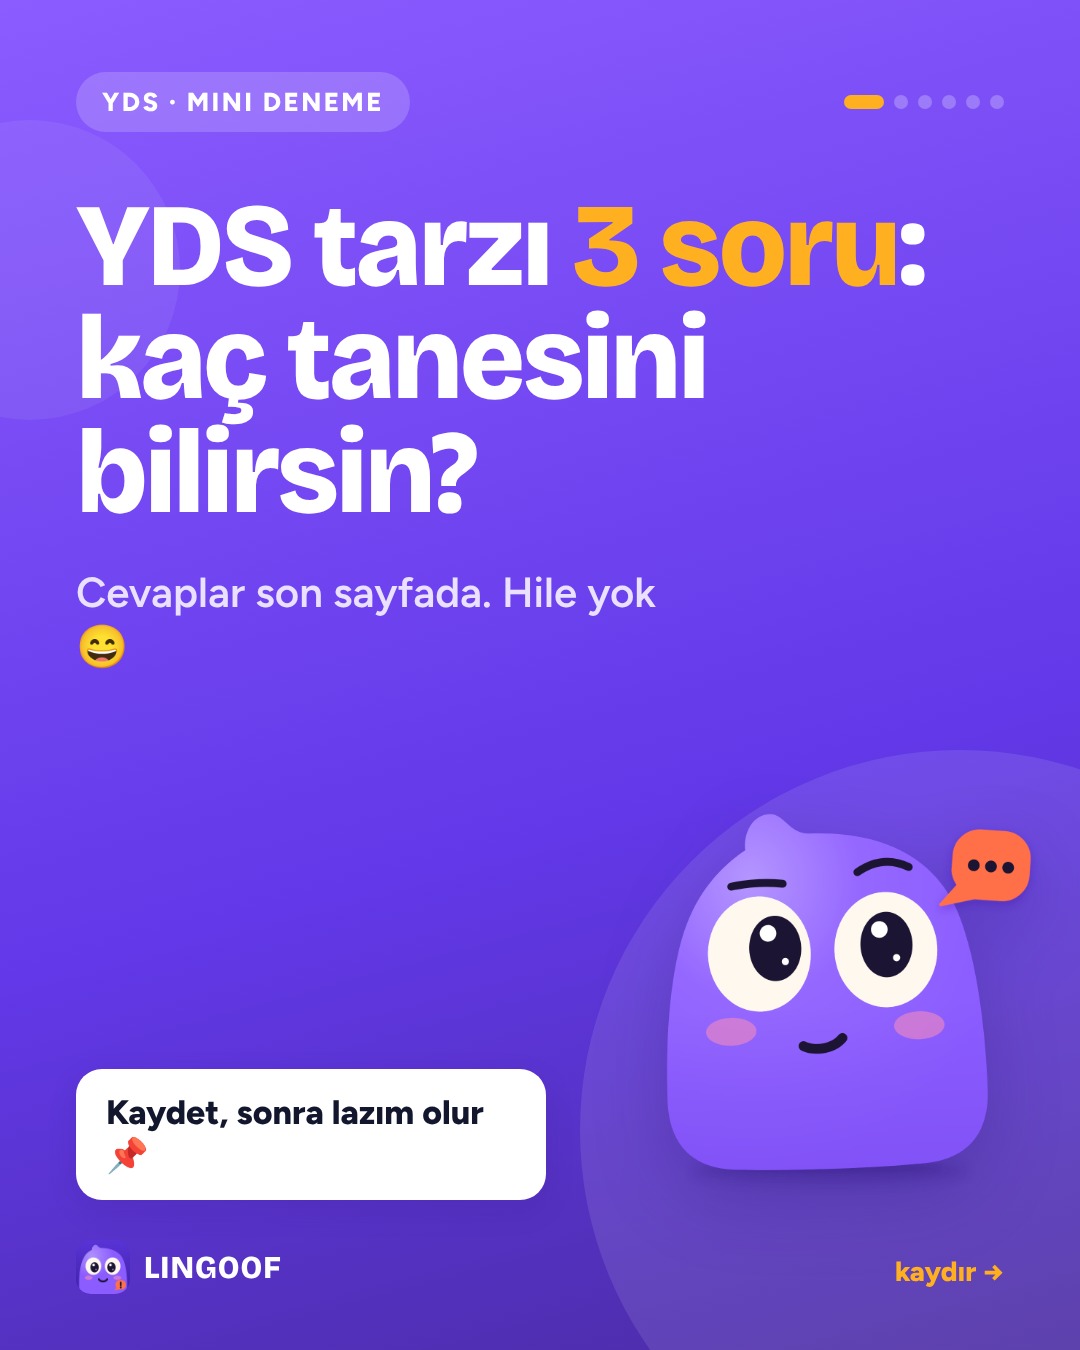 YDS · MINI DENEME
YDS tarzı 3 soru:
kaç tanesini
bilirsin?
Cevaplar son sayfada. Hile yok
😄
Kaydet, sonra lazım olur
📌
LINGOOF
kaydır →